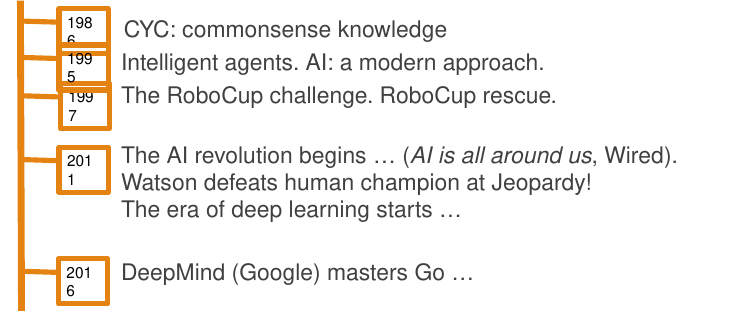 1986 CYC: commonsense knowledge
1995 Intelligent agents. AI: a modern approach.
1997 The RoboCup challenge. RoboCup rescue.
2011 The AI revolution begins … (AI is all around us, Wired).
Watson defeats human champion at Jeopardy!
The era of deep learning starts …
2016 DeepMind (Google) masters Go …